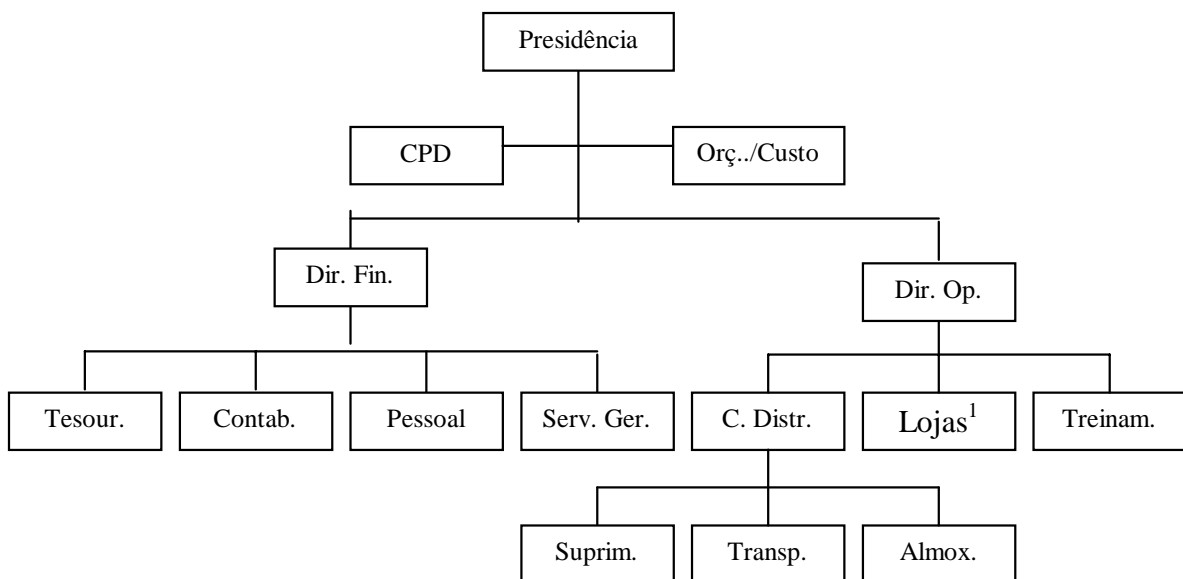 Presidência
CPD
Orç../Custo
Dir. Fin.
Dir. Op.
Tesour.
Contab.
Pessoal
Serv. Ger.
C. Distr.
Lojas¹
Treinam.
Suprim.
Transp.
Almox.